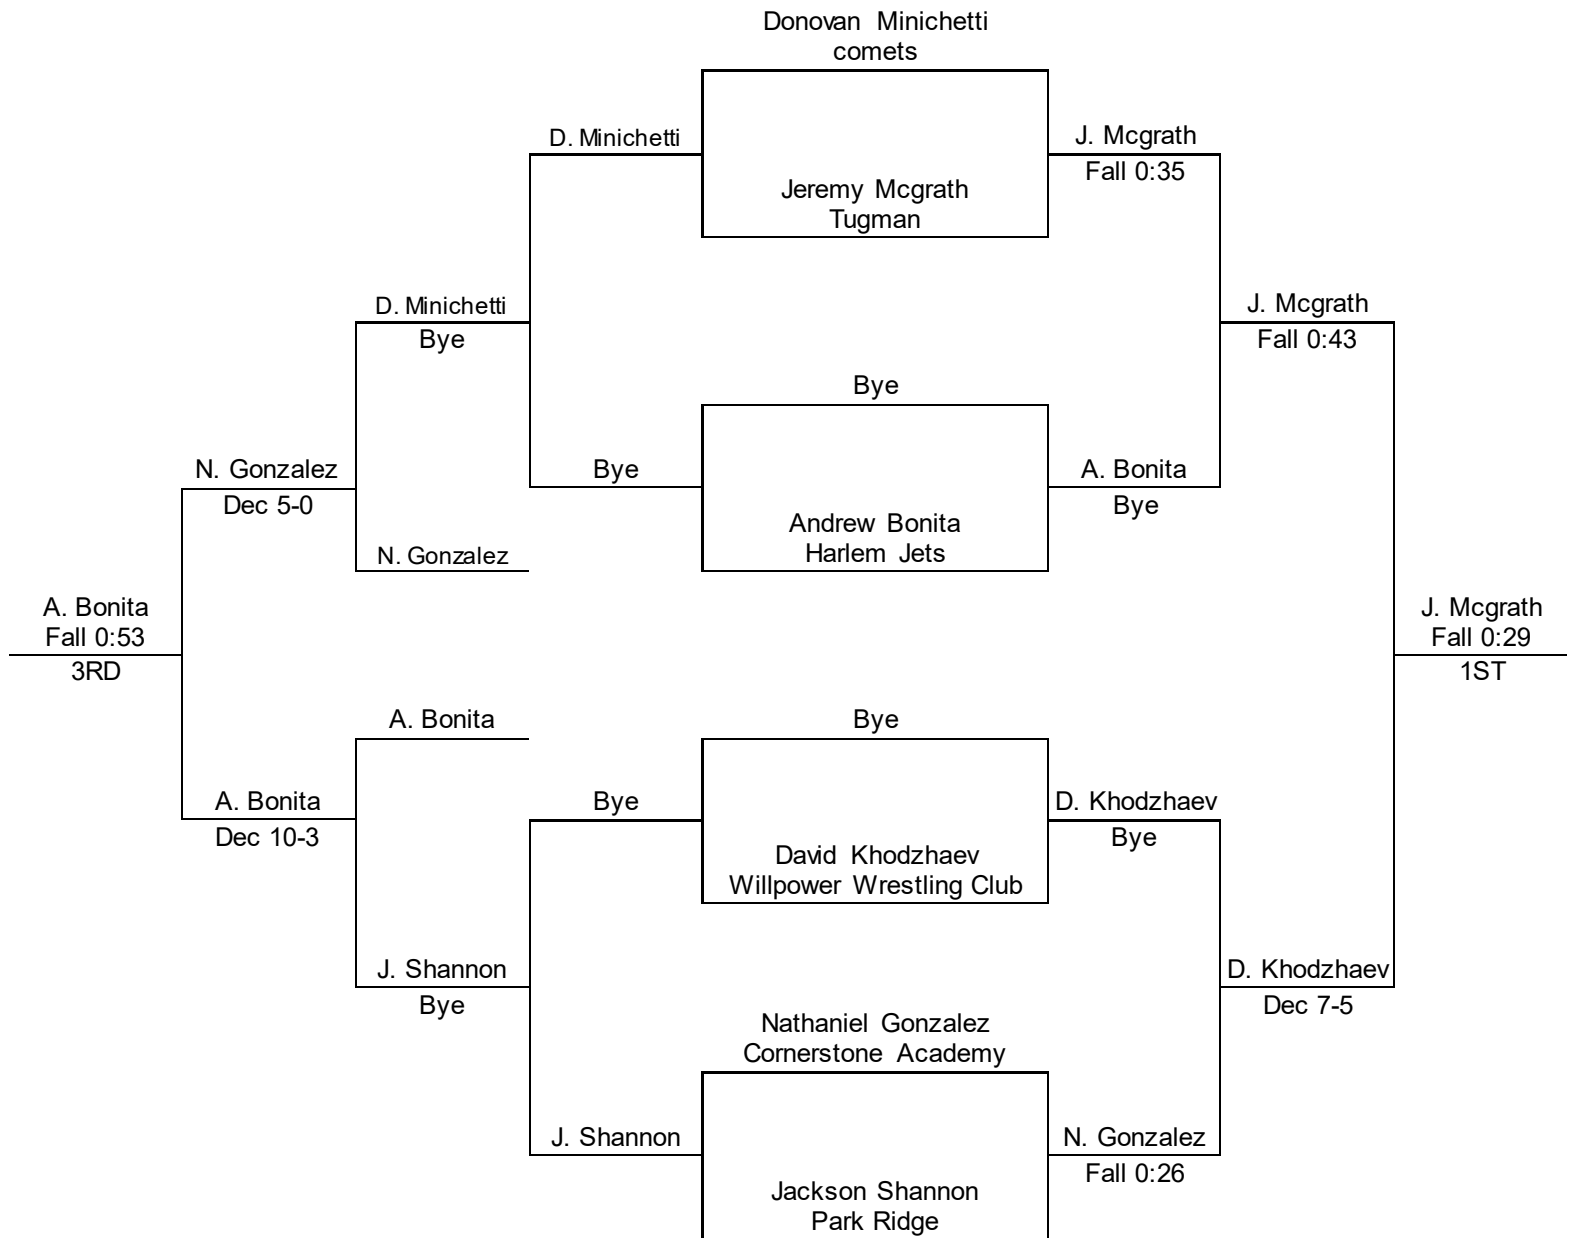 Donovan Minichetti
comets
D. Minichetti
J. Mcgrath
Fall 0:35
Jeremy Mcgrath
Tugman
D. Minichetti
Bye
J. Mcgrath
Fall 0:43
Bye
N. Gonzalez
Dec 5-0
Bye
A. Bonita
Bye
Andrew Bonita
Harlem Jets
N. Gonzalez
A. Bonita
Fall 0:53
3RD
J. Mcgrath
Fall 0:29
1ST
A. Bonita
Bye
A. Bonita
Dec 10-3
Bye
D. Khodzhaev
Bye
David Khodzhaev
Willpower Wrestling Club
J. Shannon
Bye
D. Khodzhaev
Dec 7-5
Nathaniel Gonzalez
Cornerstone Academy
J. Shannon
N. Gonzalez
Fall 0:26
Jackson Shannon
Park Ridge